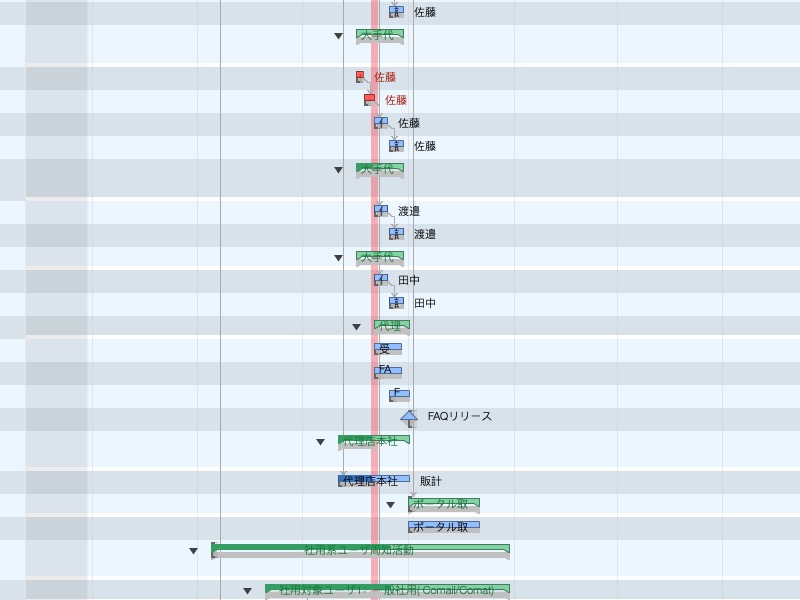 佐藤
大手代
佐藤
佐藤
佐藤
佐藤
大手代
渡邉
渡邉
大手代
田中
田中
代理
受
FA
F
FAQリリース
代理店本社
代理店本社 販計
ポータル取
ポータル取
社用系ユーザ周知活動
社用対象ユーザ 一般社用( Comail/Comat)